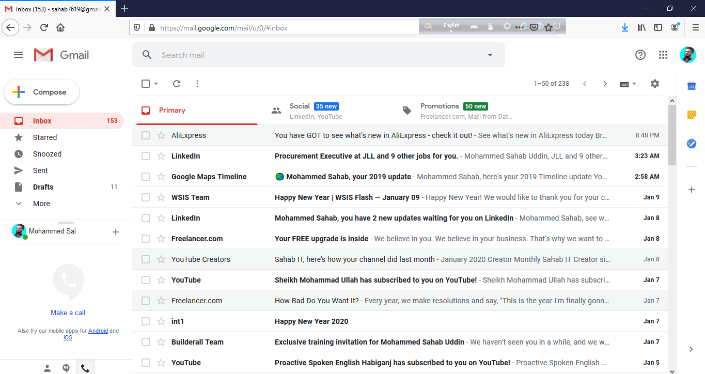 Inbox (153) - sahab7619@gmai
https://mail.google.com/mail/u/0/#inbox
English
Gmail
Search mail
Compose
1–50 of 238
Primary
Social 35 new
LinkedIn, YouTube
Promotions 50 new
Freelancer.com, Mari from Dat...
Inbox 153
Starred
Snoozed
Sent
Drafts 11
More
Mohammed Sal
Make a call
Also try our mobile apps for Android and
iOS
AliExpress You have GOT to see what's new in AliExpress - check it out! - See what's new in AliExpress today Br... 8:48 PM
LinkedIn Procurement Executive at JLL and 9 other jobs for you. - Mohammed Sahab Uddin, JLL and 9 other... 3:23 AM
Google Maps Timeline Mohammed Sahab, your 2019 update - Mohammed Sahab, here's your 2019 Timeline update Yo... 2:58 AM
WSIS Team Happy New Year | WSIS Flash — January 09 - Happy New Year! We would like to thank you for your c... Jan 9
LinkedIn Mohammed Sahab, you have 2 new updates waiting for you on LinkedIn - Mohammed Sahab, see w... Jan 8
Freelancer.com Your FREE upgrade is inside - We believe in you. We believe in your business. That's why we want to ... Jan 8
YouTube Creators Sahab IT, here's how your channel did last month - January 2020 Creator Monthly Sahab IT Creator si... Jan 8
YouTube Sheikh Mohammad Ullah has subscribed to you on YouTube! - Sheikh Mohammad Ullah has subscri... Jan 7
Freelancer.com How Bad Do You Want It? - Every year, we make resolutions and say, "This is the year I'm finally gonn... Jan 7
int1 Happy New Year 2020 Jan 7
Builderall Team Exclusive training invitation for Mohammed Sahab Uddin - We haven't seen you in a while, and we w... Jan 7
YouTube Proactive Spoken English Habiganj has subscribed to you on YouTube! - Proactive Spoken English ... Jan 5